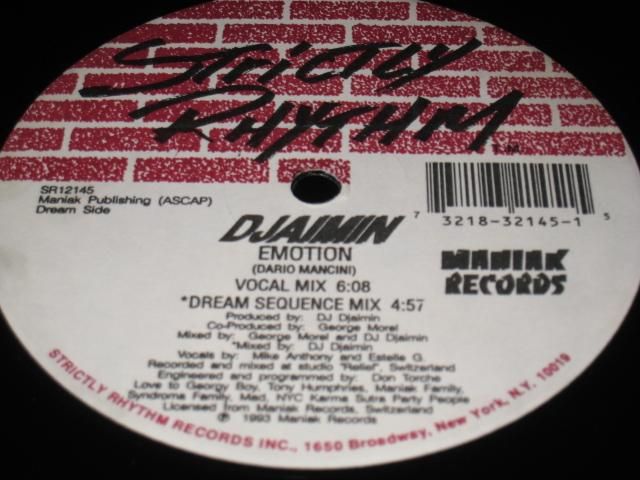 STRICTLY
RHYTHM
T.M.
SR12145
Maniak Publishing (ASCAP)
Dream Side
7 3218-32145-1 5
DJAIMIN
EMOTION
(DARIO MANCINI)
VOCAL MIX 6:08
*DREAM SEQUENCE MIX 4:57
MANIAK
RECORDS
Produced by: DJ Djaimin
Co-Produced by: George Morel
Mixed by: George Morel and DJ Djaimin
*Mixed by: DJ Djaimin
Vocals by: Mike Anthony and Estelle G.
Recorded and mixed at studio "Relief", Switzerland
Engineered and programmed by: Don Torche
Love to Georgy Boy, Tony Humphries, Maniak Family,
Syndroma Family, Mad, NYC Karma Sutra Party People
Licensed from Maniak Records, Switzerland
℗ 1993 Maniak Records
STRICTLY RHYTHM RECORDS INC., 1650 Broadway, New York, N.Y. 10019